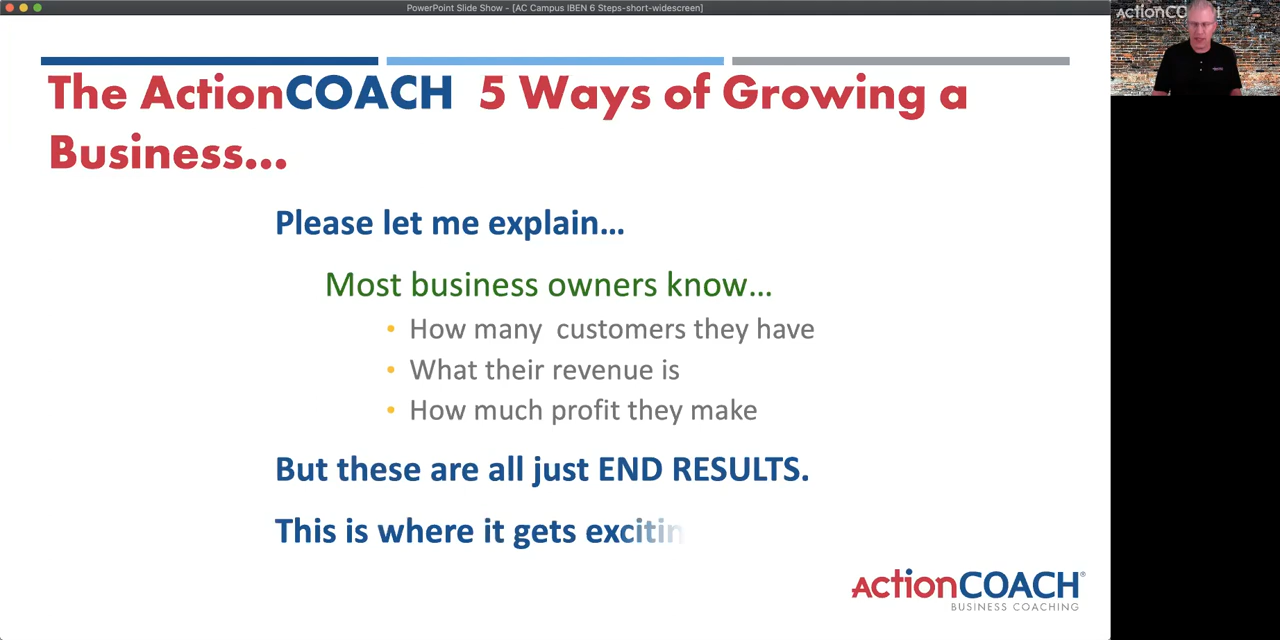 PowerPoint Slide Show - [AC Campus IBEN 6 Steps-short-widescreen]
The ActionCOACH 5 Ways of Growing a
Business...
Please let me explain...
Most business owners know...
• How many customers they have
• What their revenue is
• How much profit they make
But these are all just END RESULTS.
This is where it gets excitin
ActionCOACH®
BUSINESS COACHING